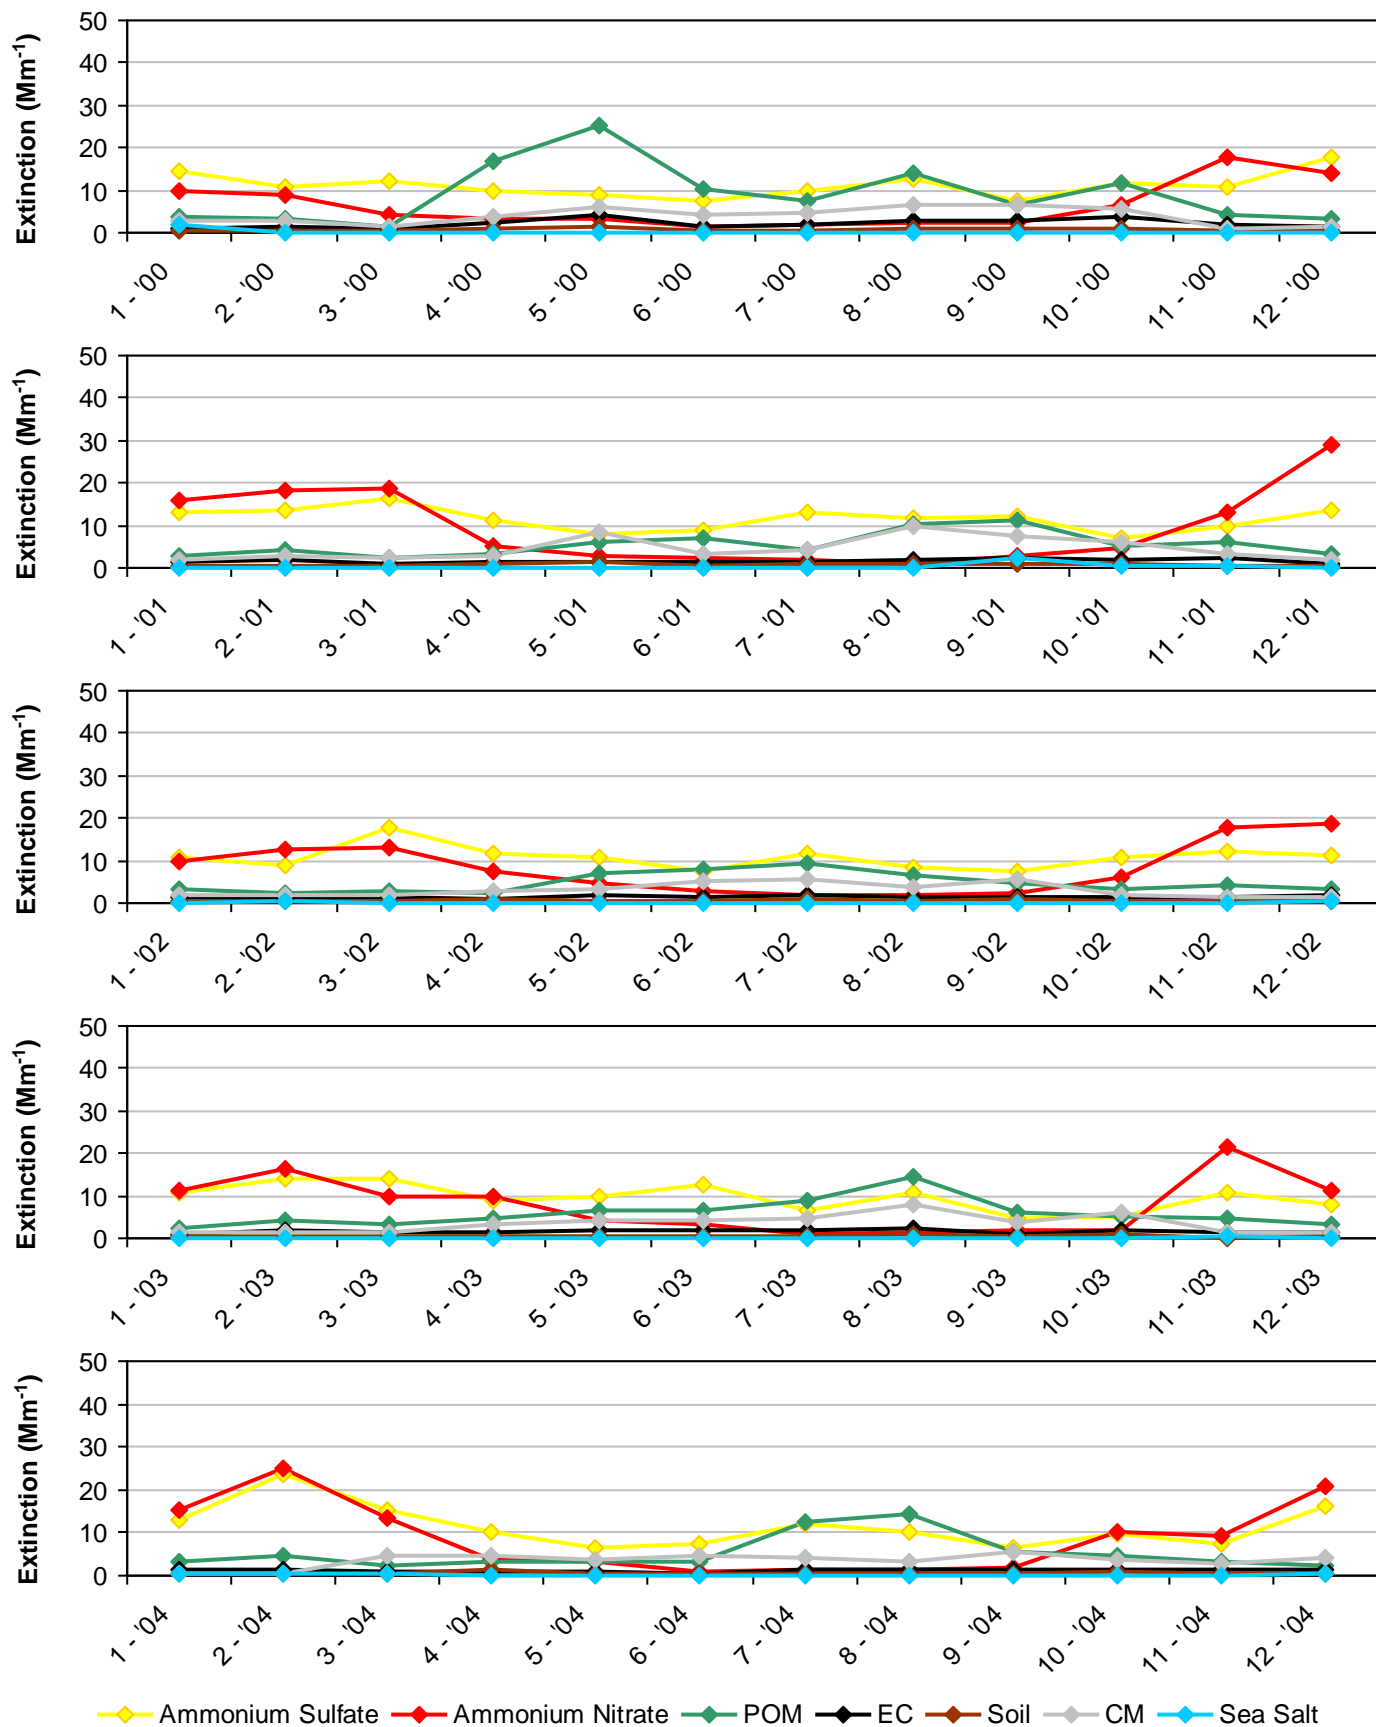 Extinction (Mm-1)
50
40
30
20
10
0
1 - '00 2 - '00 3 - '00 4 - '00 5 - '00 6 - '00 7 - '00 8 - '00 9 - '00 10 - '00 11 - '00 12 - '00
Extinction (Mm-1)
50
40
30
20
10
0
1 - '01 2 - '01 3 - '01 4 - '01 5 - '01 6 - '01 7 - '01 8 - '01 9 - '01 10 - '01 11 - '01 12 - '01
Extinction (Mm-1)
50
40
30
20
10
0
1 - '02 2 - '02 3 - '02 4 - '02 5 - '02 6 - '02 7 - '02 8 - '02 9 - '02 10 - '02 11 - '02 12 - '02
Extinction (Mm-1)
50
40
30
20
10
0
1 - '03 2 - '03 3 - '03 4 - '03 5 - '03 6 - '03 7 - '03 8 - '03 9 - '03 10 - '03 11 - '03 12 - '03
Extinction (Mm-1)
50
40
30
20
10
0
1 - '04 2 - '04 3 - '04 4 - '04 5 - '04 6 - '04 7 - '04 8 - '04 9 - '04 10 - '04 11 - '04 12 - '04
Ammonium Sulfate Ammonium Nitrate POM EC Soil CM Sea Salt